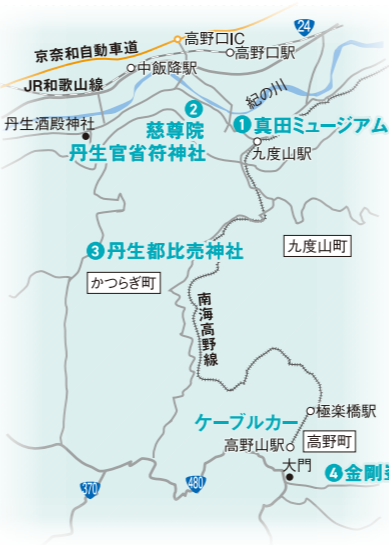 24
高野口IC
京奈和自動車道
高野口駅
中飯降駅
JR和歌山線
紀の川
丹生酒殿神社
❷
慈尊院
丹生官省符神社
❶真田ミュージアム
九度山駅
❸丹生都比売神社
九度山町
かつらぎ町
南海高野線
極楽橋駅
ケーブルカー
高野山駅
高野町
大門
❹金剛
370
480